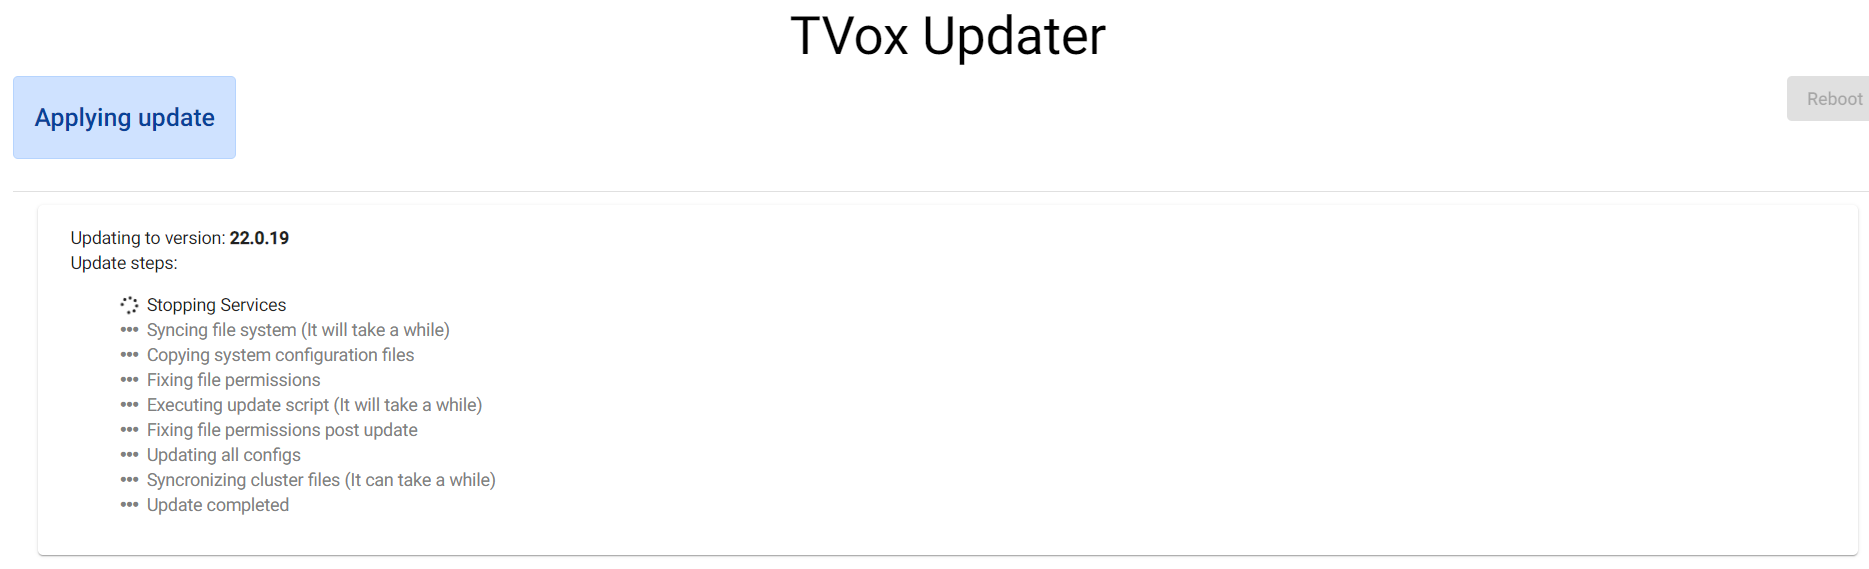 TVox Updater
Applying update
Reboot
Updating to version: 22.0.19
Update steps:
Stopping Services
••• Syncing file system (It will take a while)
••• Copying system configuration files
••• Fixing file permissions
••• Executing update script (It will take a while)
••• Fixing file permissions post update
••• Updating all configs
••• Syncronizing cluster files (It can take a while)
••• Update completed